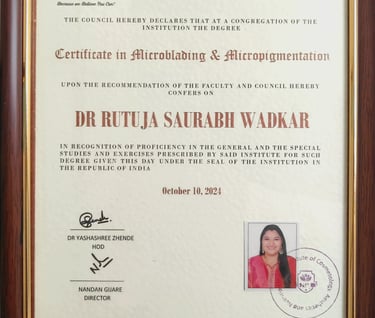 Because we Believe You Can!
THE COUNCIL HEREBY DECLARES THAT AT A CONGREGATION OF THE
INSTITUTION THE DEGREE
Certificate in Microblading & Micropigmentation
UPON THE RECOMMENDATION OF THE FACULTY AND COUNCIL HEREBY
CONFERS ON
DR RUTUJA SAURABH WADKAR
IN RECOGNITION OF PROFICIENCY IN THE GENERAL AND THE SPECIAL
STUDIES AND EXERCISES PRESCRIBED BY SAID INSTITUTE FOR SUCH
DEGREE GIVEN THIS DAY UNDER THE SEAL OF THE INSTITUTION IN
THE REPUBLIC OF INDIA
October 10, 2024
DR YASHASHREE ZHENDE
HOD
NANDAN GIJARE
DIRECTOR
Institute of Cosmetology